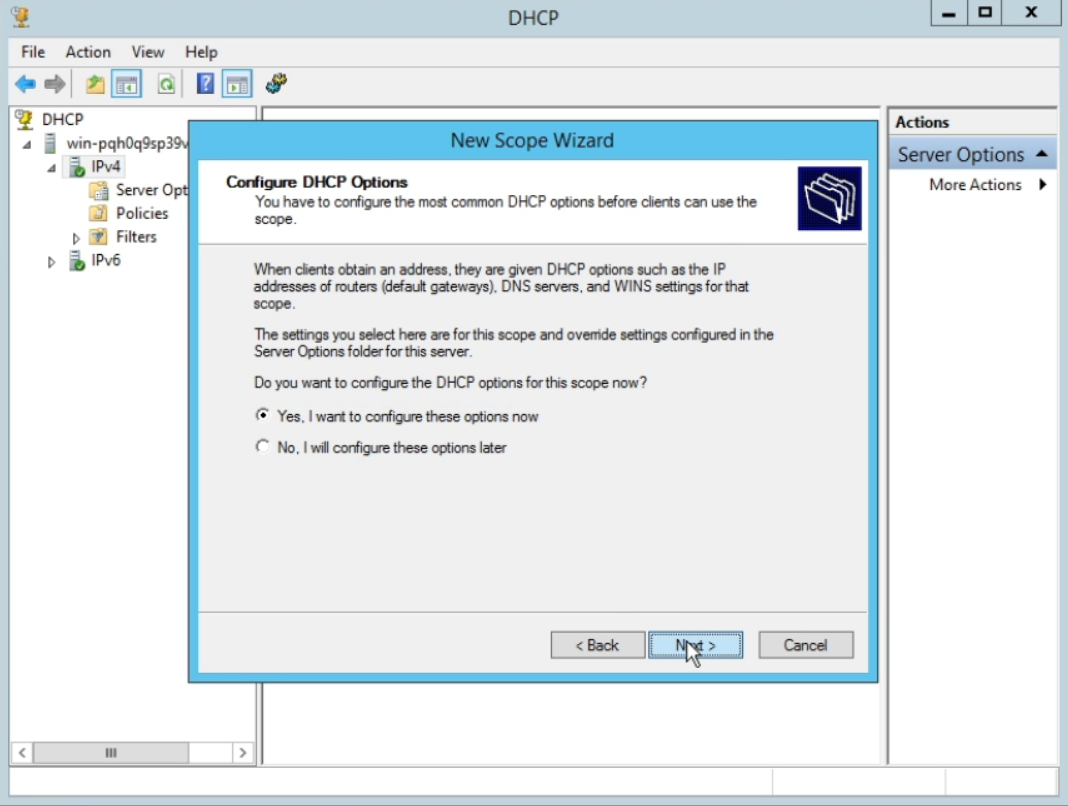 DHCP
File Action View Help
DHCP
win-pqh0q9sp39v
IPv4
Server Opt
Policies
Filters
IPv6
New Scope Wizard
Configure DHCP Options
You have to configure the most common DHCP options before clients can use the
scope.
When clients obtain an address, they are given DHCP options such as the IP
addresses of routers (default gateways), DNS servers, and WINS settings for that
scope.
The settings you select here are for this scope and override settings configured in the
Server Options folder for this server.
Do you want to configure the DHCP options for this scope now?
Yes, I want to configure these options now
No, I will configure these options later
< Back Next > Cancel
Actions
Server Options
More Actions